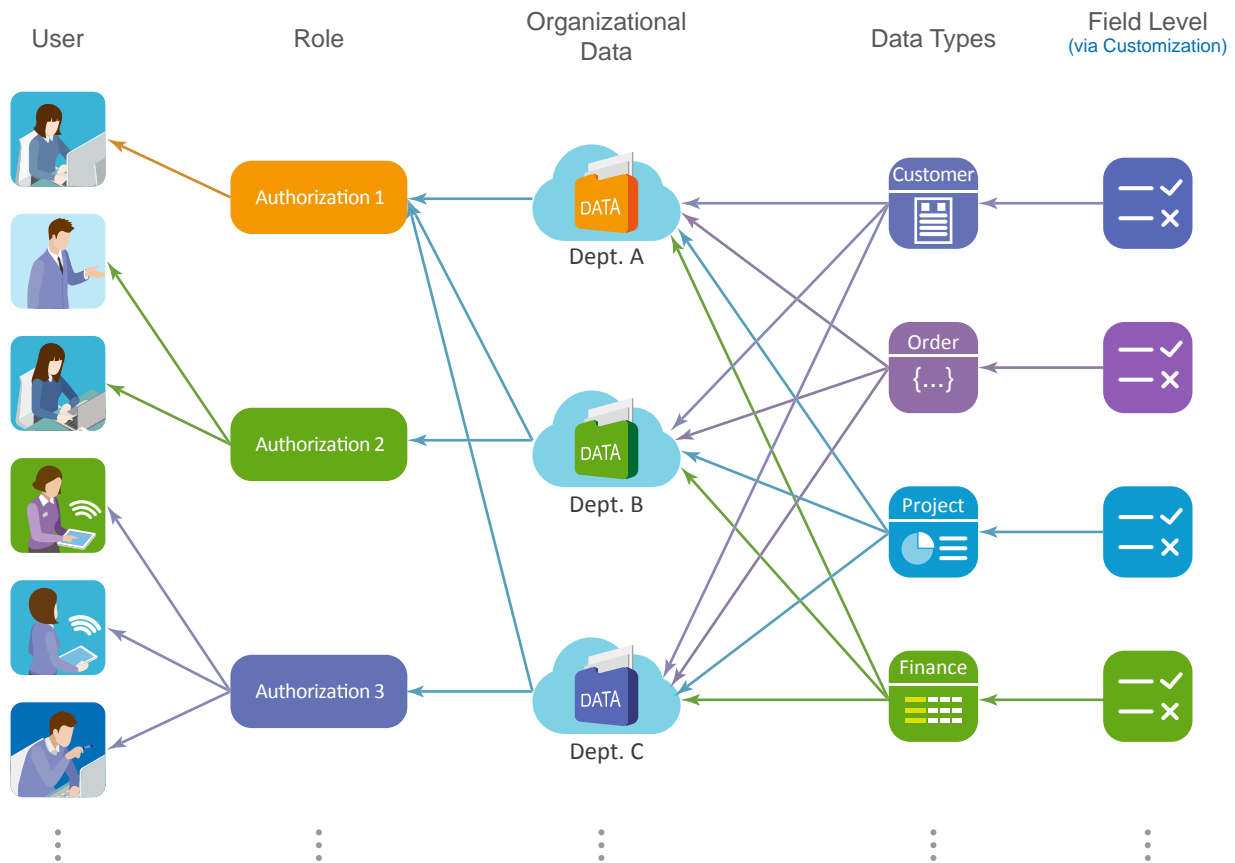 User
Role
Organizational
Data
Data Types
Field Level
(via Customization)
Authorization 1
DATA
Dept. A
Customer
Order
{...}
Authorization 2
DATA
Dept. B
Project
Authorization 3
DATA
Dept. C
Finance